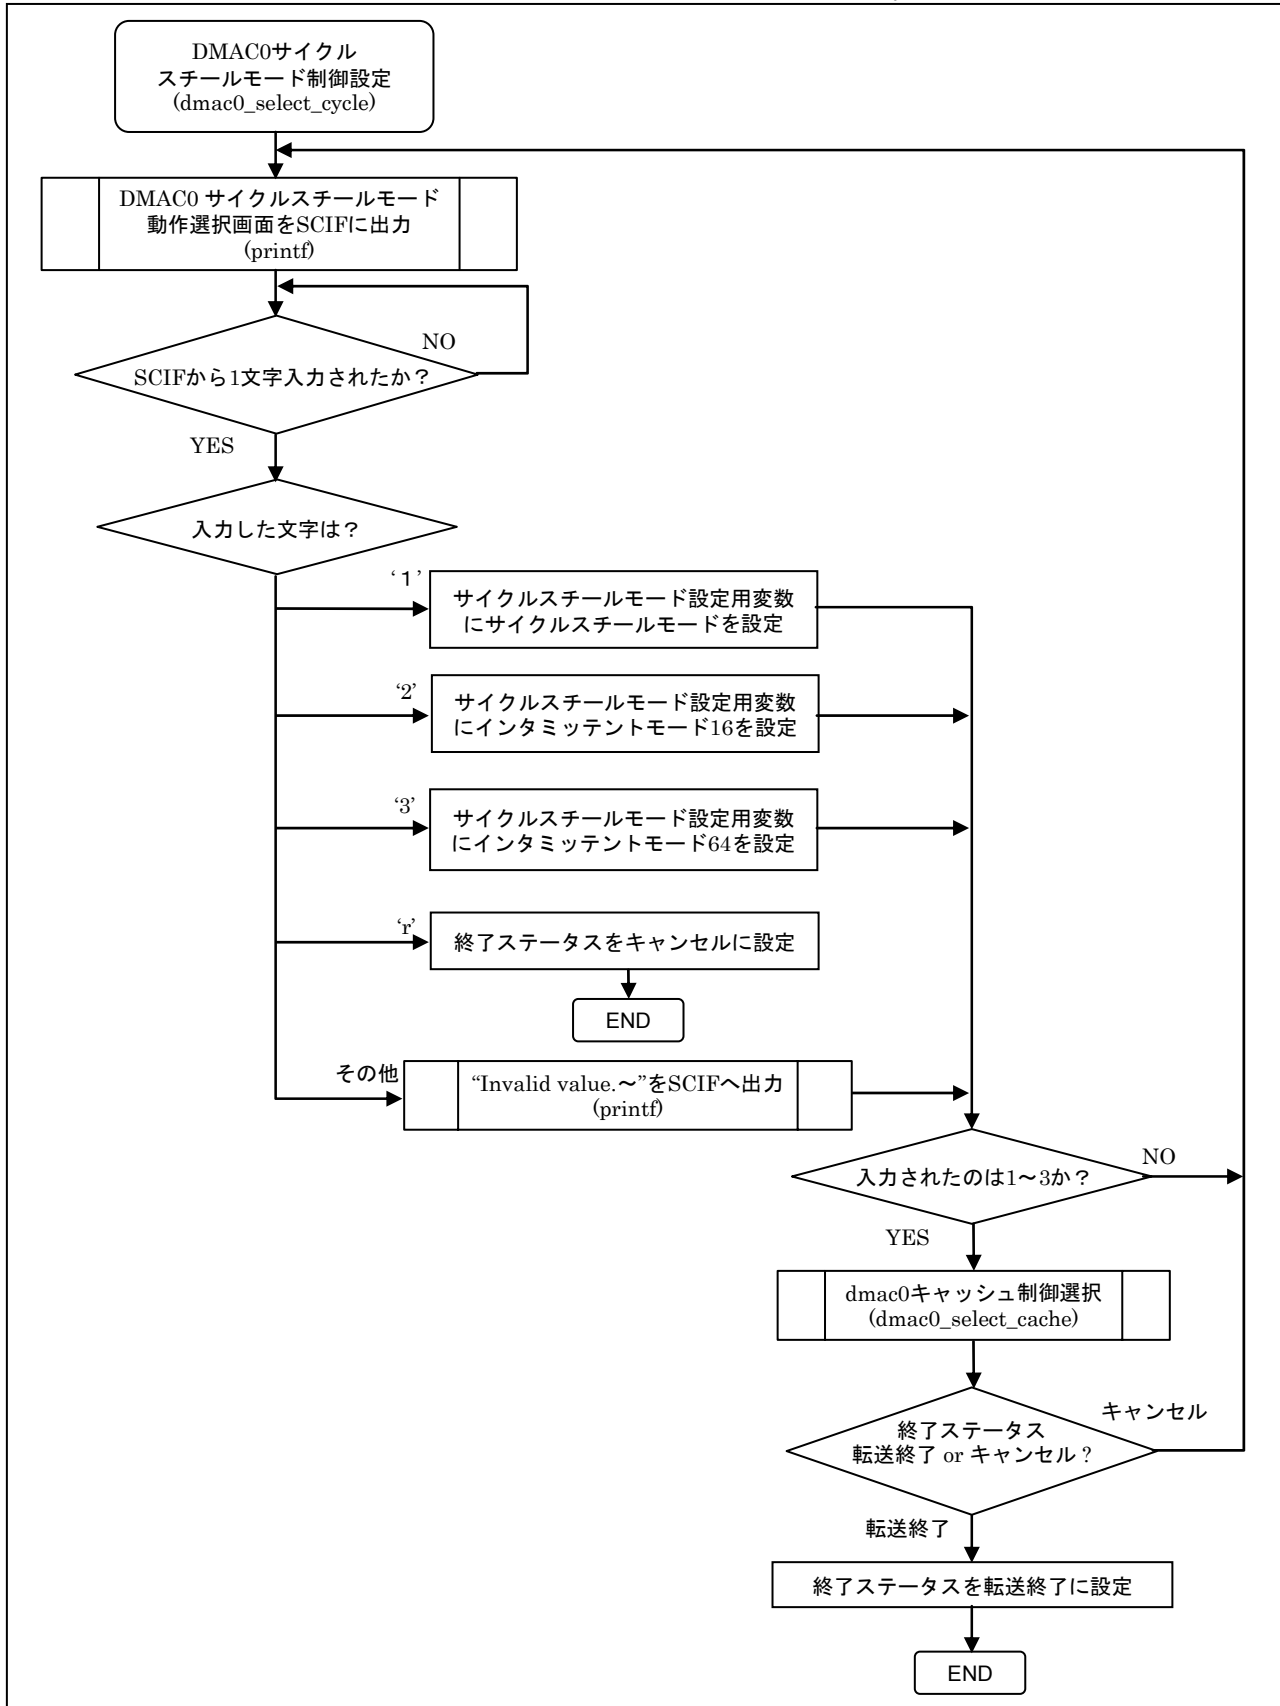 DMAC0サイクル
スチールモード制御設定
(dmac0_select_cycle)
DMAC0 サイクルスチールモード
動作選択画面をSCIFに出力
(printf)
NO
SCIFから1文字入力されたか？
YES
入力した文字は？
‘１’
サイクルスチールモード設定用変数
にサイクルスチールモードを設定
‘2’
サイクルスチールモード設定用変数
にインタミッテントモード16を設定
‘3’
サイクルスチールモード設定用変数
にインタミッテントモード64を設定
‘r’
終了ステータスをキャンセルに設定
END
その他
“Invalid value.～”をSCIFへ出力
(printf)
入力されたのは1～3か？
NO
YES
dmac0キャッシュ制御選択
(dmac0_select_cache)
キャンセル
終了ステータス
転送終了 or キャンセル？
転送終了
終了ステータスを転送終了に設定
END